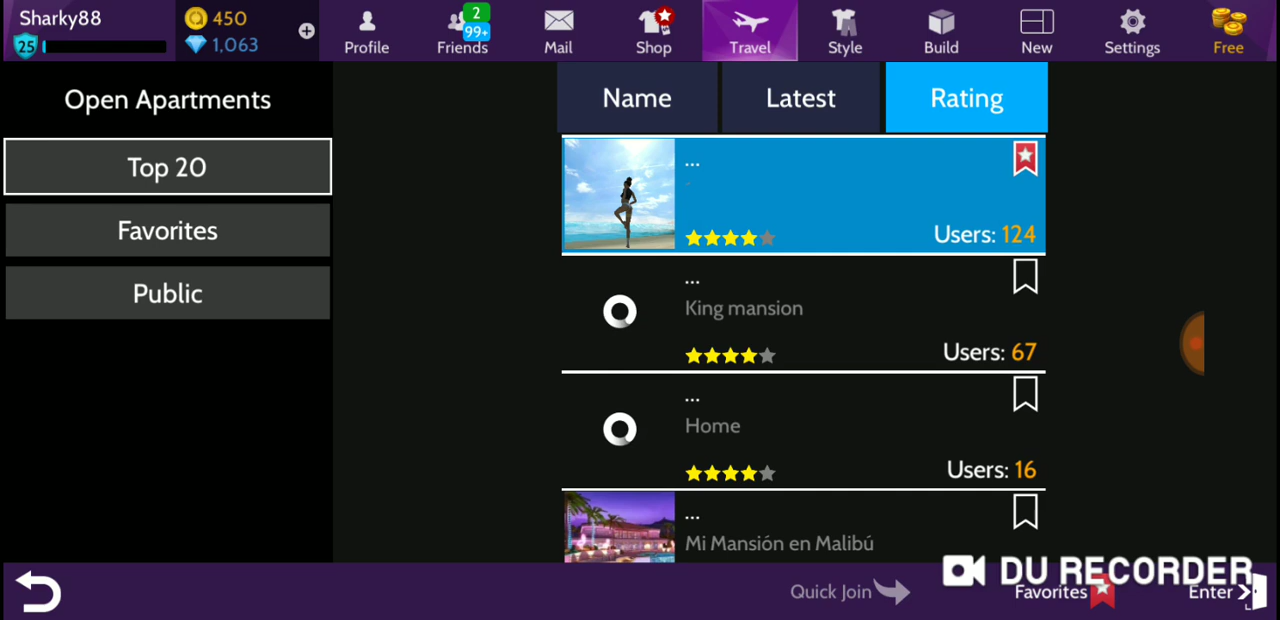 Sharky88
25
450
1,063
Profile
2
99+
Friends
Mail
Shop
Travel
Style
Build
New
Settings
Free
Open Apartments
Top 20
Favorites
Public
Name
Latest
Rating
...
Users: 124
...
King mansion
Users: 67
...
Home
Users: 16
...
Mi Mansión en Malibú
DU RECORDER
Quick Join
Favorites
Enter